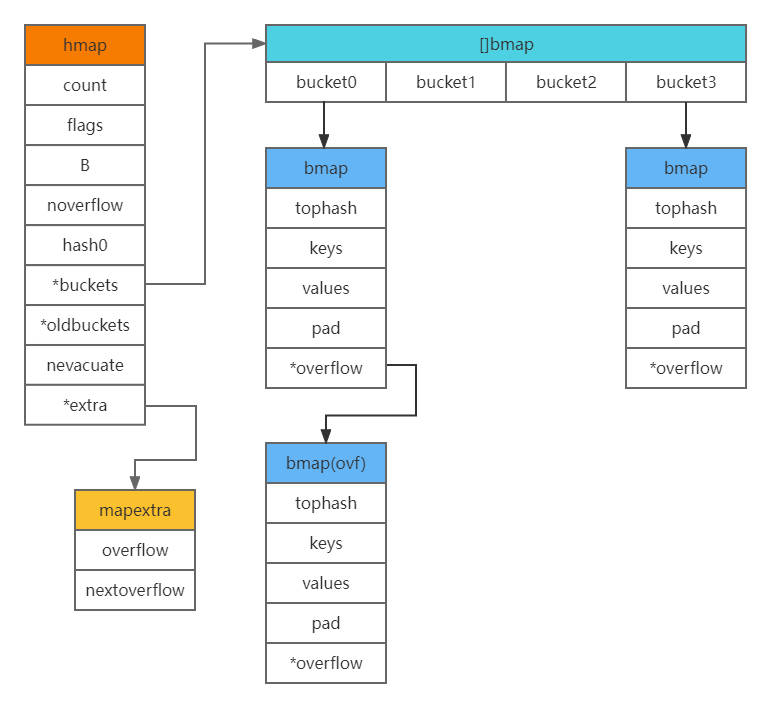 hmap
count
flags
B
noverflow
hash0
*buckets
*oldbuckets
nevacuate
*extra
mapextra
overflow
nextoverflow
[]bmap
bucket0 bucket1 bucket2 bucket3
bmap
tophash
keys
values
pad
*overflow
bmap(ovf)
tophash
keys
values
pad
*overflow
bmap
tophash
keys
values
pad
*overflow